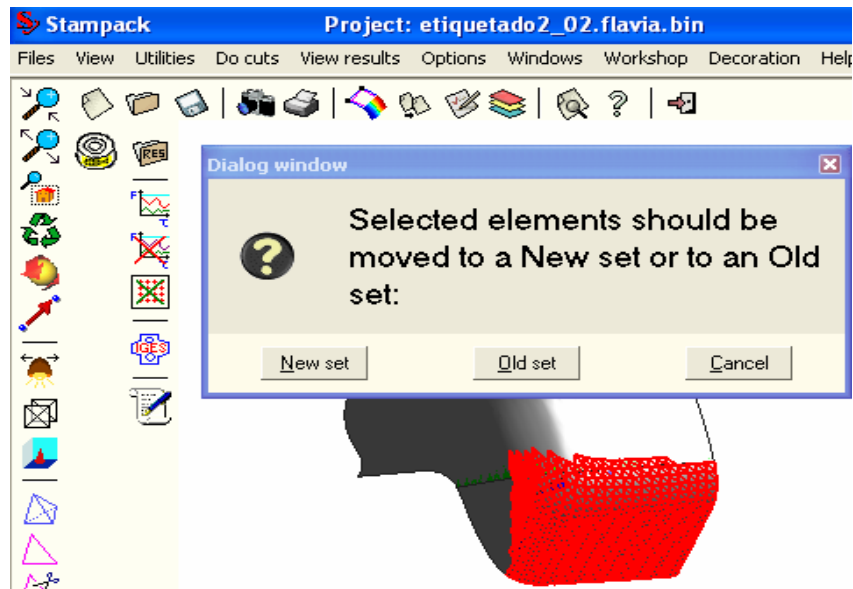 Stampack Project: etiquetado2_02.flavia.bin
Files View Utilities Do cuts View results Options Windows Workshop Decoration Help
RES
Dialog window
Selected elements should be
moved to a New set or to an Old
set:
New set Old set Cancel
F
τ
F
τ
IGES